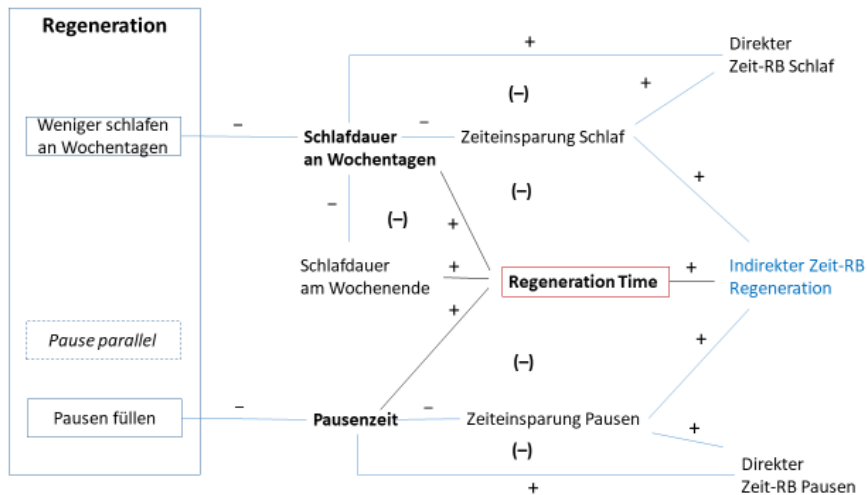 Regeneration
Weniger schlafen
an Wochentagen
Pause parallel
Pausen füllen
–
–
Schlafdauer
an Wochentagen
–
Zeiteinsparung Schlaf
+
Direkter
Zeit-RB Schlaf
+
(–)
(–)
+
–
(–)
+
Schlafdauer
am Wochenende
+
+
Regeneration Time
+
Indirekter Zeit-RB
Regeneration
(–)
+
Pausenzeit
–
Zeiteinsparung Pausen
+
(–)
+
Direkter
Zeit-RB Pausen